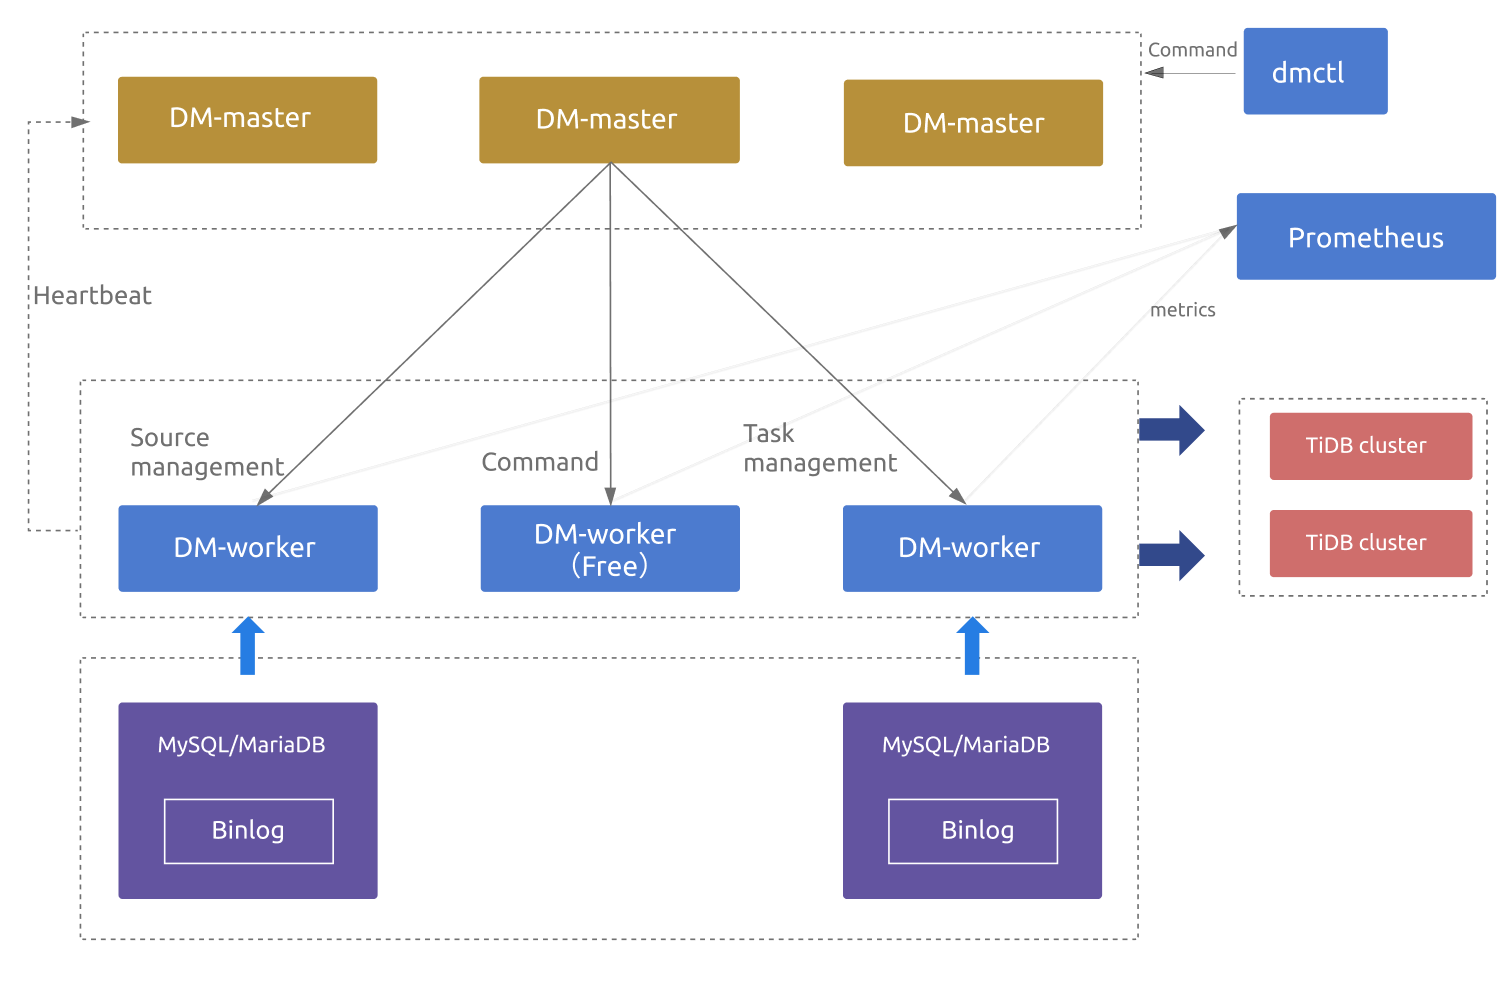 Command
dmctl
DM-master
DM-master
DM-master
Prometheus
Heartbeat
metrics
Source
management
Command
Task
management
TiDB cluster
TiDB cluster
DM-worker
DM-worker
（Free）
DM-worker
MySQL/MariaDB
Binlog
MySQL/MariaDB
Binlog